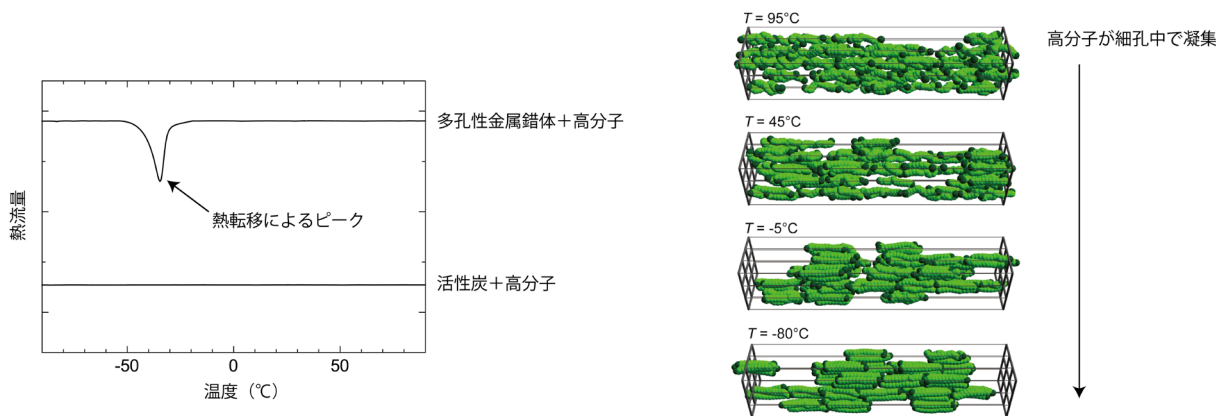 熱流量
多孔性金属錯体+高分子
熱転移によるピーク
活性炭+高分子
-50
0
50
温度(℃)
T = 95°C
T = 45°C
T = -5°C
T = -80°C
高分子が細孔中で凝集